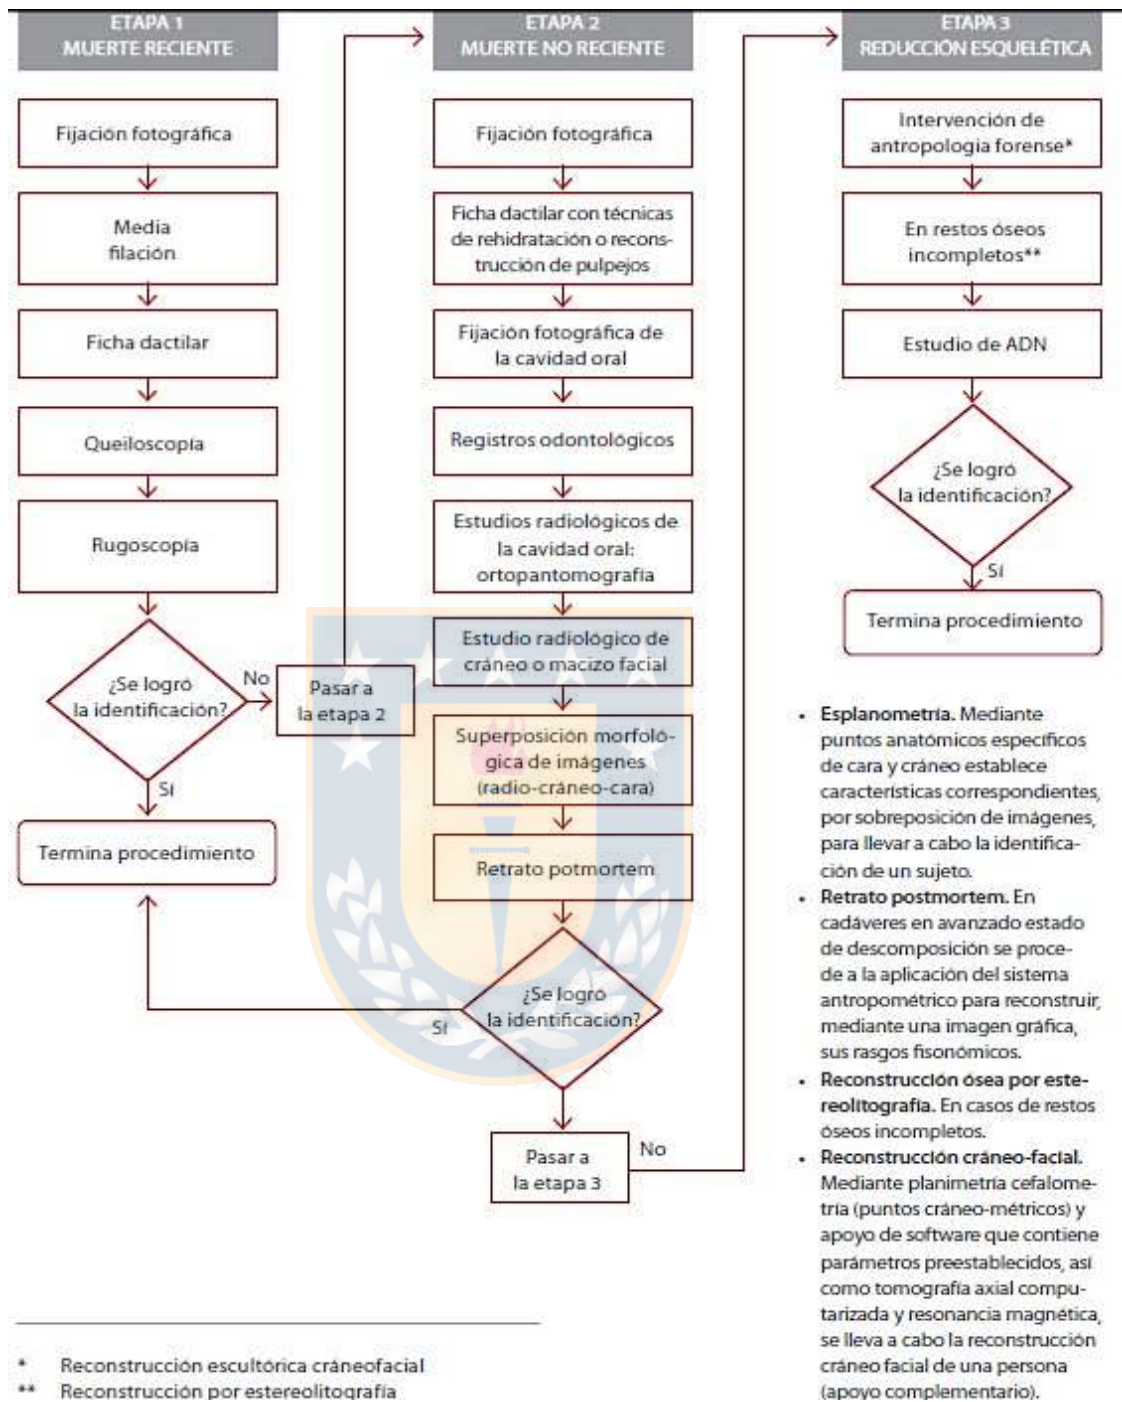 ETAPA 1
MUERTE RECIENTE
Fijación fotográfica
Media
filación
Ficha dactilar
Queiloscopía
Rugoscopía
¿Se logró
la identificación?
No
Pasar a
la etapa 2
Sí
Termina procedimiento
ETAPA 2
MUERTE NO RECIENTE
Fijación fotográfica
Ficha dactilar con técnicas
de rehidratación o recons-
trucción de pulpejos
Fijación fotográfica de
la cavidad oral
Registros odontológicos
Estudios radiológicos de
la cavidad oral:
ortopantomografía
Estudio radiológico de
cráneo o macizo facial
Superposición morfoló-
gica de imágenes
(radio-cráneo-cara)
Retrato potmortem
¿Se logró
la identificación?
Sí
Pasar a
la etapa 3
No
ETAPA 3
REDUCCIÓN ESQUELÉTICA
Intervención de
antropología forense*
En restos óseos
incompletos**
Estudio de ADN
¿Se logró
la identificación?
Sí
Termina procedimiento
• Esplanometría. Mediante
puntos anatómicos específicos
de cara y cráneo establece
características correspondientes,
por sobreposición de imágenes,
para llevar a cabo la identifica-
ción de un sujeto.
• Retrato postmortem. En
cadáveres en avanzado estado
de descomposición se proce-
de a la aplicación del sistema
antropométrico para reconstruir,
mediante una imagen gráfica,
sus rasgos fisonómicos.
• Reconstrucción ósea por este-
reolitografía. En casos de restos
óseos incompletos.
• Reconstrucción cráneo-facial.
Mediante planimetría cefalome-
tría (puntos cráneo-métricos) y
apoyo de software que contiene
parámetros preestablecidos, así
como tomografía axial compu-
tarizada y resonancia magnética,
se lleva a cabo la reconstrucción
cráneo facial de una persona
(apoyo complementario).
* Reconstrucción escultórica cráneofacial
** Reconstrucción por estereolitografía